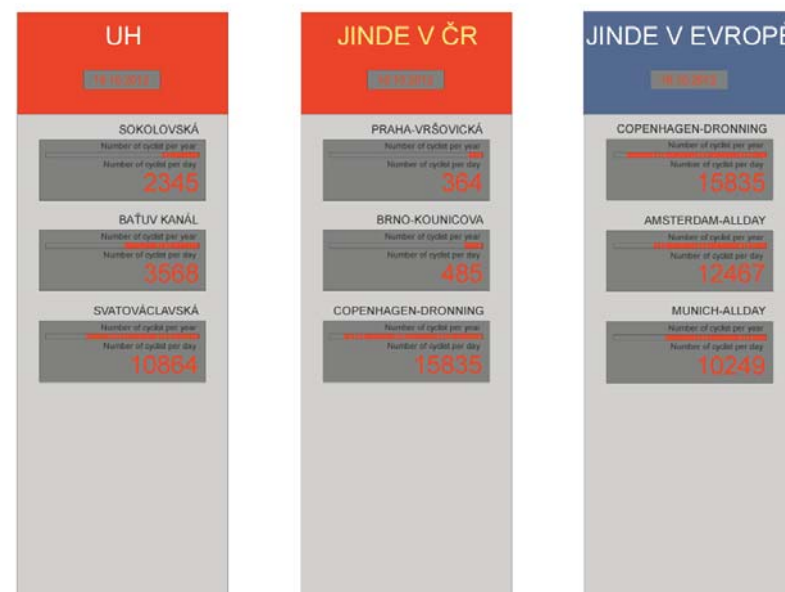 UH
SOKOLOVSKÁ
Number of cyclist per year
Number of cyclist per day
2345
BAŤUV KANÁL
Number of cyclist per year
Number of cyclist per day
3568
SVATOVÁCLAVSKÁ
Number of cyclist per year
Number of cyclist per day
10864
JINDE V ČR
PRAHA-VRŠOVICKÁ
Number of cyclist per year
Number of cyclist per day
364
BRNO-KOUNICOVA
Number of cyclist per year
Number of cyclist per day
485
COPENHAGEN-DRONNING
Number of cyclist per year
Number of cyclist per day
15835
JINDE V EVROPĚ
COPENHAGEN-DRONNING
Number of cyclist per year
Number of cyclist per day
15835
AMSTERDAM-ALLDAY
Number of cyclist per year
Number of cyclist per day
12467
MUNICH-ALLDAY
Number of cyclist per year
Number of cyclist per day
10249